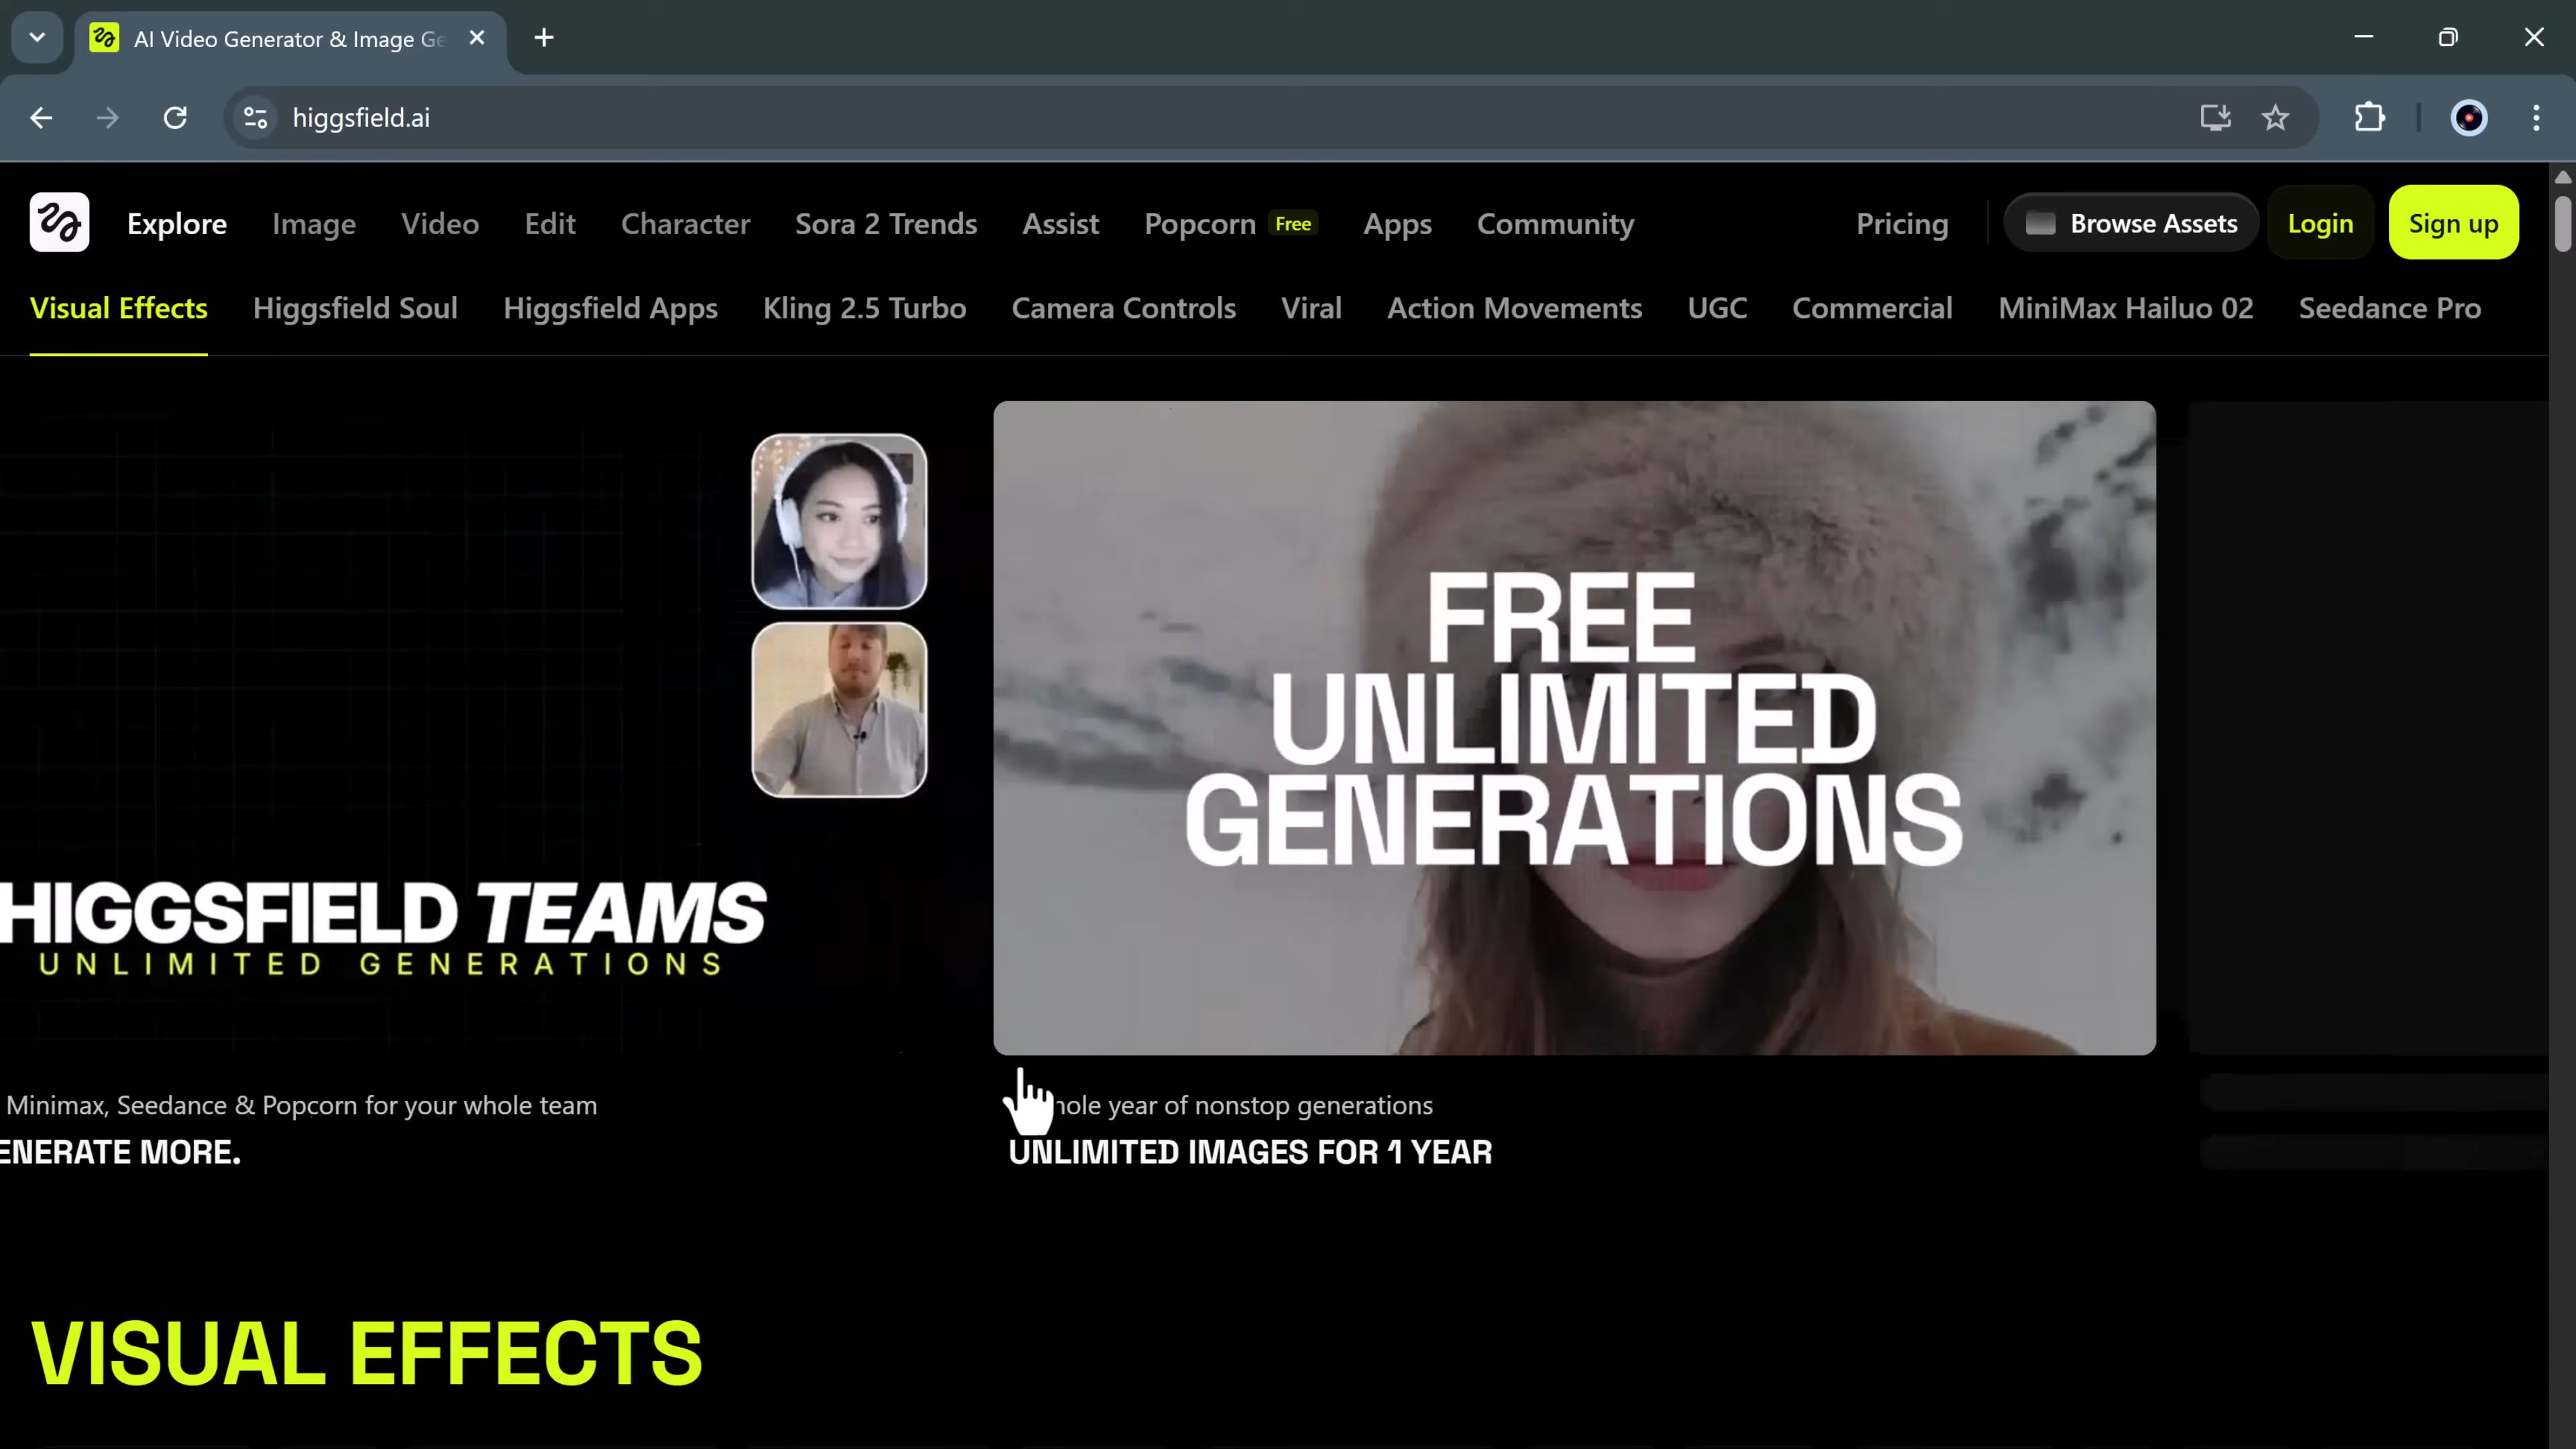 AI Video Generator & Image Ge
higgsfield.ai
Explore Image Video Edit Character Sora 2 Trends Assist Popcorn Free Apps Community Pricing Browse Assets Login Sign up
Visual Effects Higgsfield Soul Higgsfield Apps Kling 2.5 Turbo Camera Controls Viral Action Movements UGC Commercial MiniMax Hailuo 02 Seedance Pro
HIGGSFIELD TEAMS
UNLIMITED GENERATIONS
Minimax, Seedance & Popcorn for your whole team
ENERATE MORE.
FREE
UNLIMITED
GENERATIONS
hole year of nonstop generations
UNLIMITED IMAGES FOR 1 YEAR
VISUAL EFFECTS